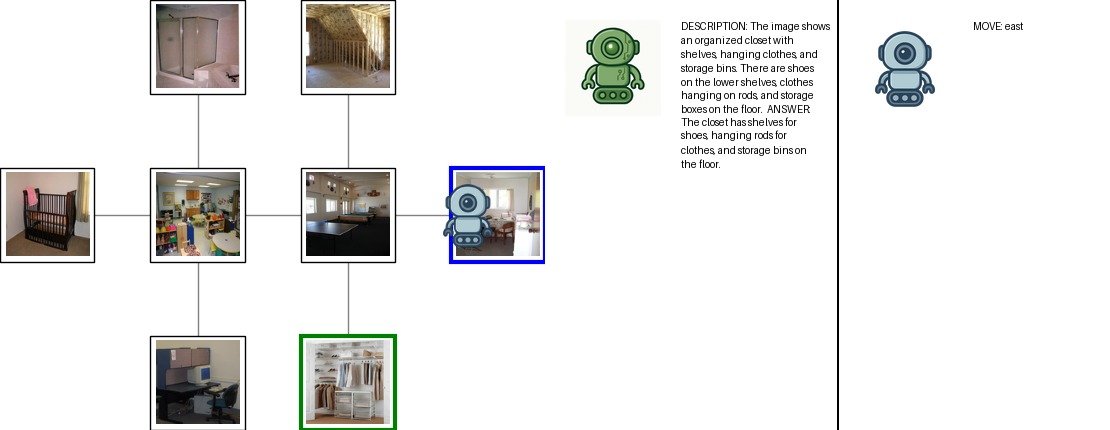 DESCRIPTION: The image shows
an organized closet with
shelves, hanging clothes, and
storage bins. There are shoes
on the lower shelves, clothes
hanging on rods, and storage
boxes on the floor.  ANSWER:
The closet has shelves for
shoes, hanging rods for
clothes, and storage bins on
the floor.
MOVE: east